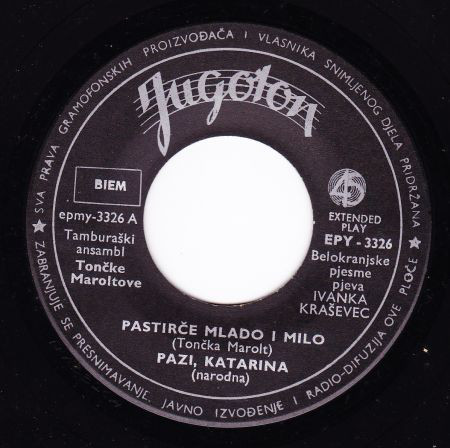 SVA PRAVA GRAMOFONSKIH PROIZVOĐAČA I VLASNIKA SNIMLJENOG DJELA PRIDRŽANA
Jugoton
BIEM
epmy-3326 A
Tamburaški
ansambl
Tončke
Maroltove
45
EXTENDED
PLAY
EPY - 3326
Belokranjske
pjesme
pjeva
IVANKA
KRAŠEVEC
PASTIRČE MLADO I MILO
(Tončka Marolt)
PAZI, KATARINA
(narodna)
★ ZABRANJUJE SE PRESNIMAVANJE, JAVNO IZVOĐENJE I RADIO-DIFUZIJA OVE PLOČE ★